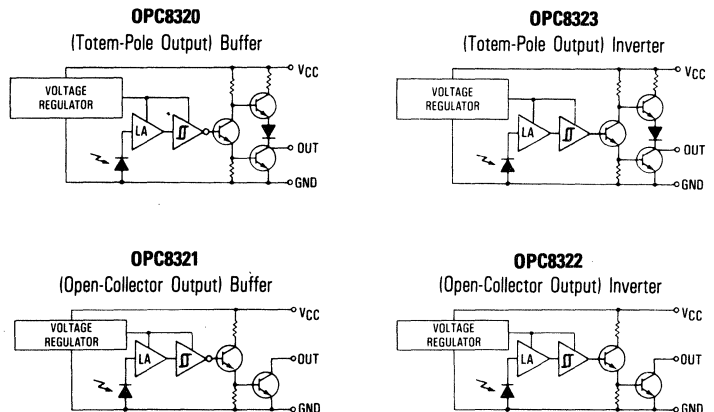 OPC8320
(Totem-Pole Output) Buffer
VCC
VOLTAGE
REGULATOR
LA
OUT
GND
OPC8323
(Totem-Pole Output) Inverter
VCC
VOLTAGE
REGULATOR
LA
OUT
GND
OPC8321
(Open-Collector Output) Buffer
VCC
VOLTAGE
REGULATOR
LA
OUT
GND
OPC8322
(Open-Collector Output) Inverter
VCC
VOLTAGE
REGULATOR
LA
OUT
GND